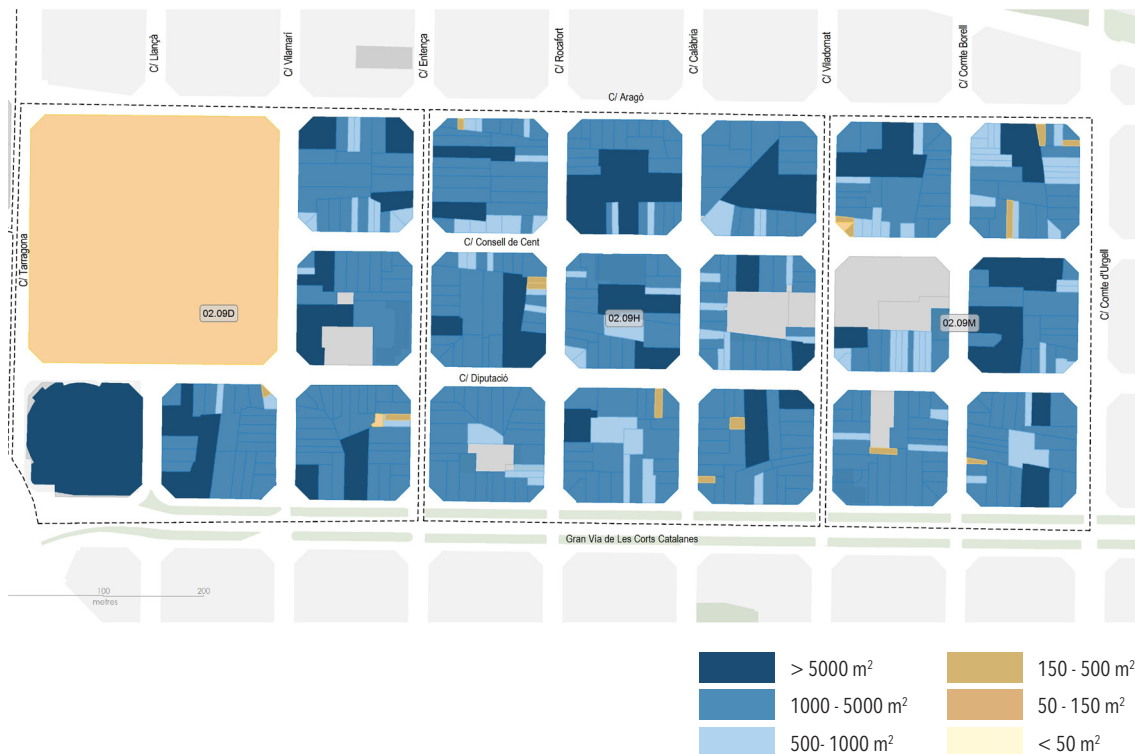 C/ Llançà
C/ Vilamarí
C/ Entença
C/ Rocafort
C/ Calàbria
C/ Viladomat
C/ Comte Borell
C/ Aragó
C/ Tarragona
C/ Consell de Cent
C/ Comte d'Urgell
02.09D
02.09H
02.09M
C/ Diputació
Gran Via de Les Corts Catalanes
100
200
metres
> 5000 m²
150 - 500 m²
1000 - 5000 m²
50 - 150 m²
500- 1000 m²
< 50 m²